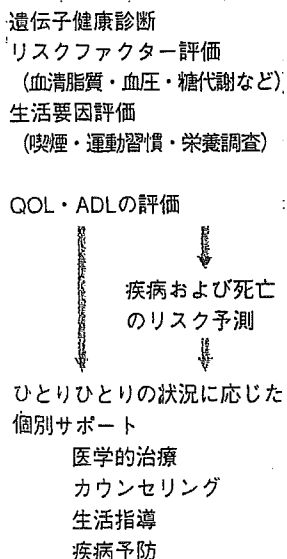 遺伝子健康診断
リスクファクター評価
（血清脂質・血圧・糖代謝など）
生活要因評価
（喫煙・運動習慣・栄養調査）
QOL・ADLの評価
疾病および死亡
のリスク予測
ひとりひとりの状況に応じた
個別サポート
医学的治療
カウンセリング
生活指導
疾病予防